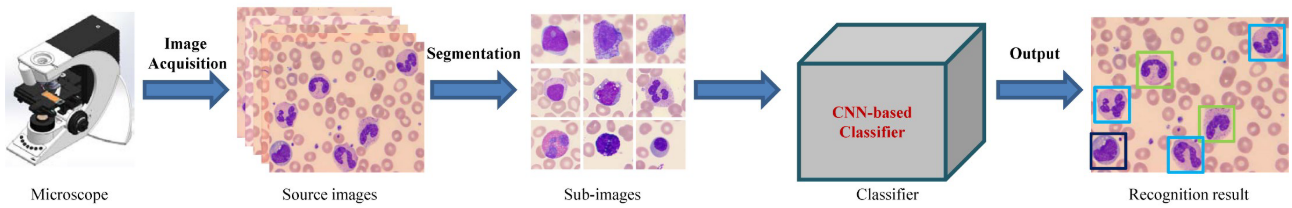 Image
Acquisition
Segmentation
Output
CNN-based
Classifier
Microscope
Source images
Sub-images
Classifier
Recognition result